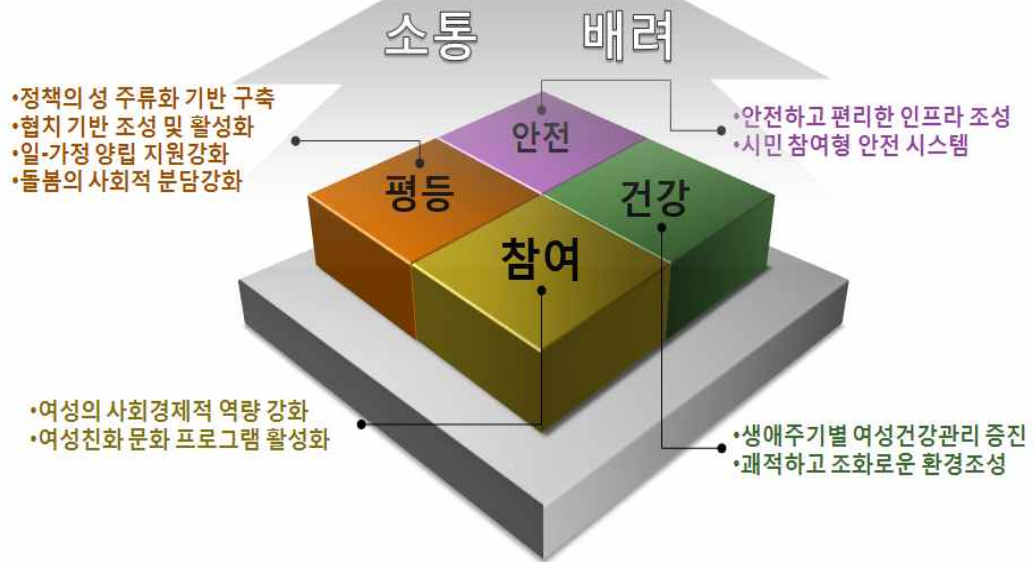 소통 배려
•정책의 성 주류화 기반 구축
•협치 기반 조성 및 활성화
•일-가정 양립 지원강화
•돌봄의 사회적 분담강화
•안전하고 편리한 인프라 조성
•시민 참여형 안전 시스템
안전
평등
건강
참여
•여성의 사회경제적 역량 강화
•여성친화 문화 프로그램 활성화
•생애주기별 여성건강관리 증진
•괘적하고 조화로운 환경조성